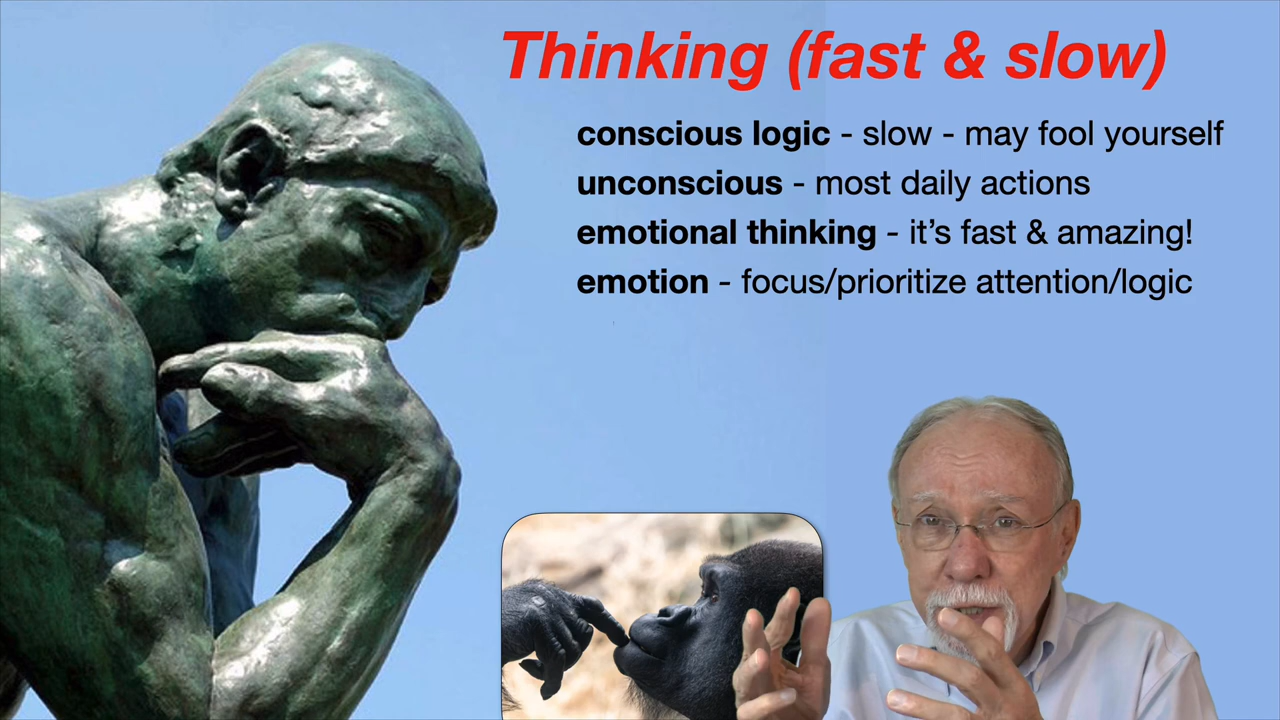 Thinking (fast & slow)
conscious logic - slow - may fool yourself
unconscious - most daily actions
emotional thinking - it's fast & amazing!
emotion - focus/prioritize attention/logic